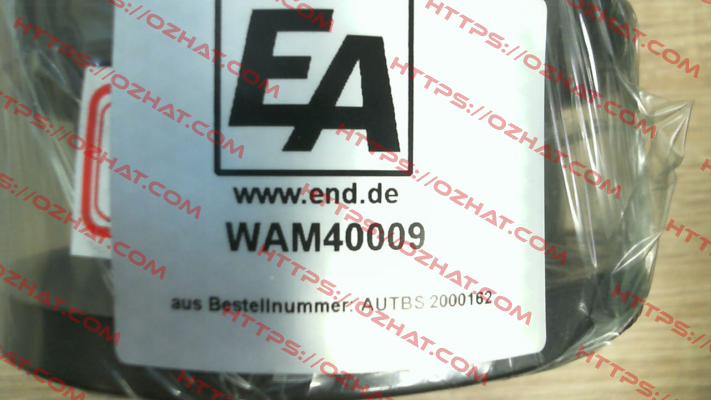 EA
www.end.de
WAM40009
aus Bestellnummer: AUTBS 2000162
HTTPS://OZHAT.COM